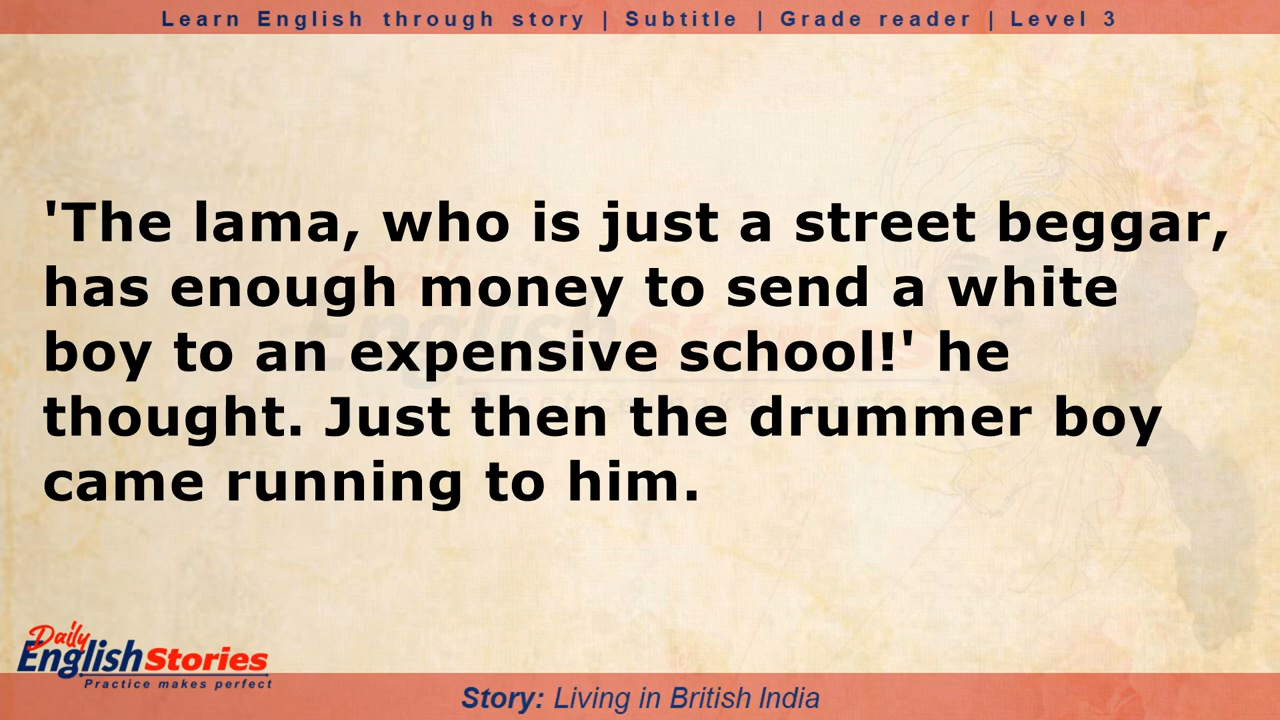 Learn English through story | Subtitle | Grade reader | Level 3
'The lama, who is just a street beggar,
has enough money to send a white
boy to an expensive school!' he
thought. Just then the drummer boy
came running to him.
Daily
English Stories
Practice makes perfect
Story: Living in British India